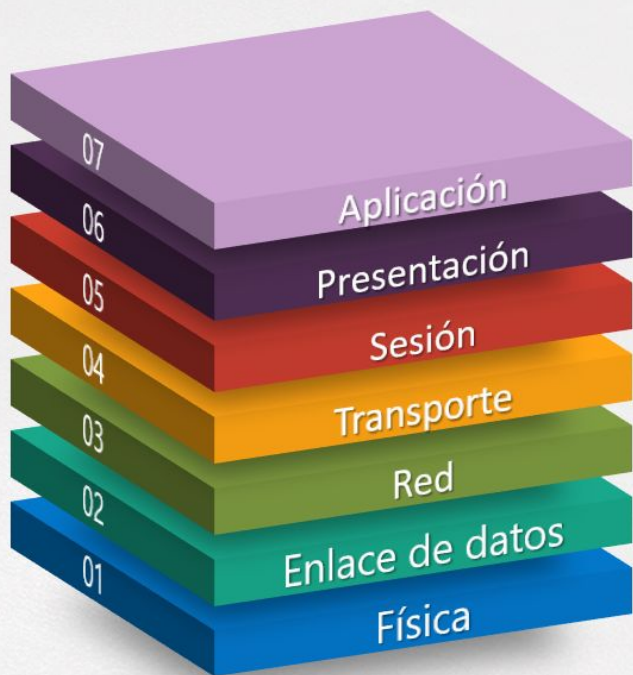 07
Aplicación
06
Presentación
05
Sesión
04
Transporte
03
Red
02
Enlace de datos
01
Física